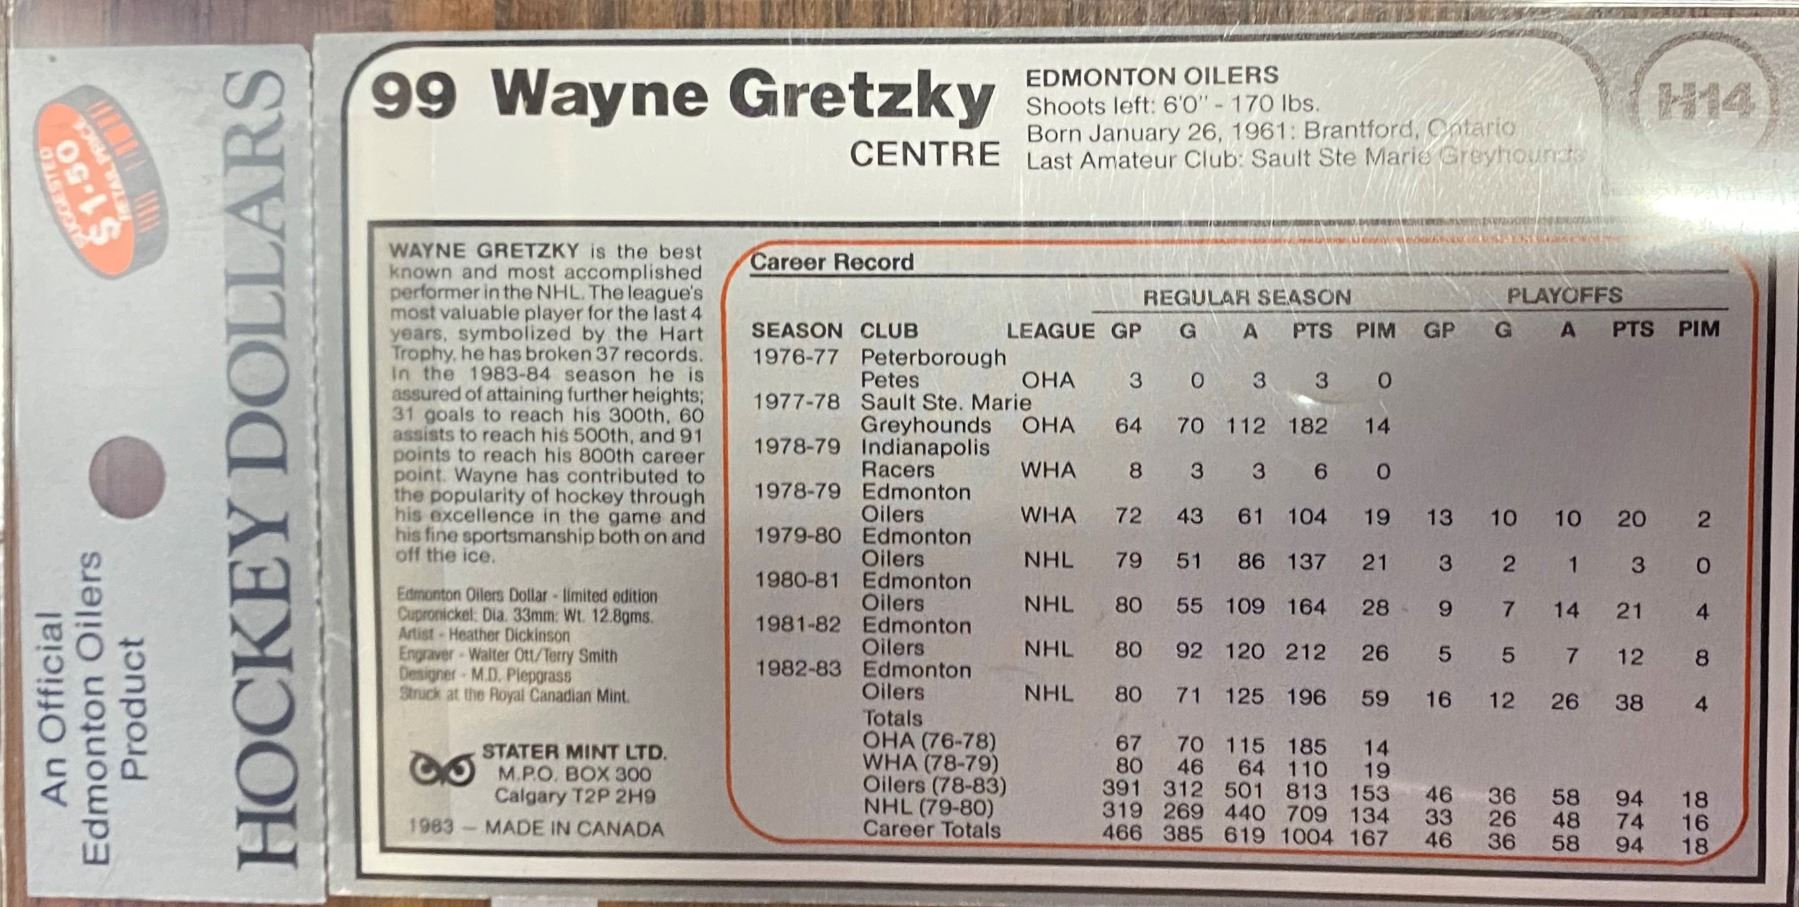 An Official
Edmonton Oilers
Product
SUGGESTED
RETAIL PRICE
$1.50
HOCKEY DOLLARS
99 Wayne Gretzky
CENTRE
EDMONTON OILERS
Shoots left: 6'0" - 170 lbs.
Born January 26, 1961: Brantford, Ontario
Last Amateur Club: Sault Ste Marie Greyhounds
H14
WAYNE GRETZKY is the best
known and most accomplished
performer in the NHL. The league's
most valuable player for the last 4
years, symbolized by the Hart
Trophy, he has broken 37 records.
In the 1983-84 season he is
assured of attaining further heights;
31 goals to reach his 300th, 60
assists to reach his 500th, and 91
points to reach his 800th career
point. Wayne has contributed to
the popularity of hockey through
his excellence in the game and
his fine sportsmanship both on and
off the ice.
Edmonton Oilers Dollar - limited edition
Cupronickel: Dia. 33mm: Wt. 12.8gms.
Artist - Heather Dickinson
Engraver - Walter Ott/Terry Smith
Designer - M.D. Plepgrass
Struck at the Royal Canadian Mint.
STATER MINT LTD.
M.P.O. BOX 300
Calgary T2P 2H9
1983 — MADE IN CANADA
Career Record
REGULAR SEASON PLAYOFFS
SEASON CLUB LEAGUE GP G A PTS PIM GP G A PTS PIM
1976-77 Peterborough
Petes OHA 3 0 3 3 0
1977-78 Sault Ste. Marie
Greyhounds OHA 64 70 112 182 14
1978-79 Indianapolis
Racers WHA 8 3 3 6 0
1978-79 Edmonton
Oilers WHA 72 43 61 104 19 13 10 10 20 2
1979-80 Edmonton
Oilers NHL 79 51 86 137 21 3 2 1 3 0
1980-81 Edmonton
Oilers NHL 80 55 109 164 28 9 7 14 21 4
1981-82 Edmonton
Oilers NHL 80 92 120 212 26 5 5 7 12 8
1982-83 Edmonton
Oilers NHL 80 71 125 196 59 16 12 26 38 4
Totals
OHA (76-78) 67 70 115 185 14
WHA (78-79) 80 46 64 110 19
Oilers (78-83) 391 312 501 813 153 46 36 58 94 18
NHL (79-80) 319 269 440 709 134 33 26 48 74 16
Career Totals 466 385 619 1004 167 46 36 58 94 18